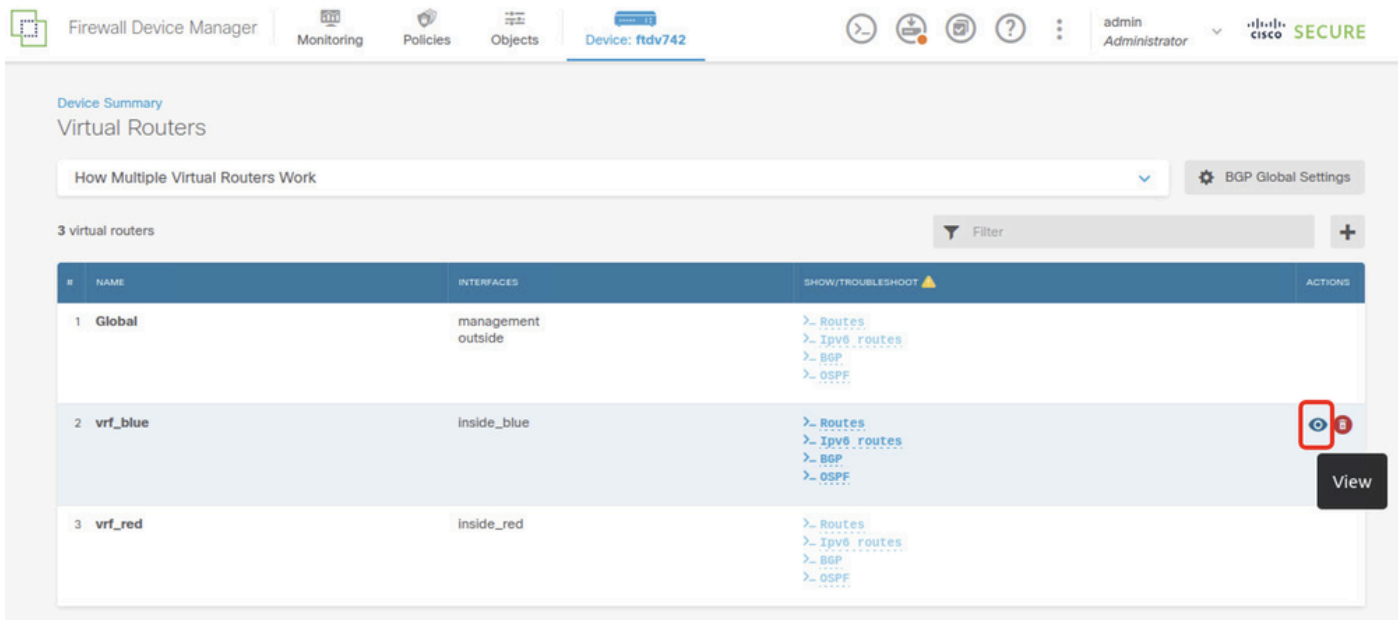 Firewall Device Manager
Monitoring
Policies
Objects
Device: ftdv742
admin
Administrator
CISCO SECURE
Device Summary
Virtual Routers
How Multiple Virtual Routers Work
BGP Global Settings
3 virtual routers
Filter
# NAME INTERFACES SHOW/TROUBLESHOOT ACTIONS
1 Global management >_ Routes
outside >_ Ipv6 routes
>_ BGP
>_ OSPF
2 vrf_blue inside_blue >_ Routes
>_ Ipv6 routes
>_ BGP
>_ OSPF
View
3 vrf_red inside_red >_ Routes
>_ Ipv6 routes
>_ BGP
>_ OSPF